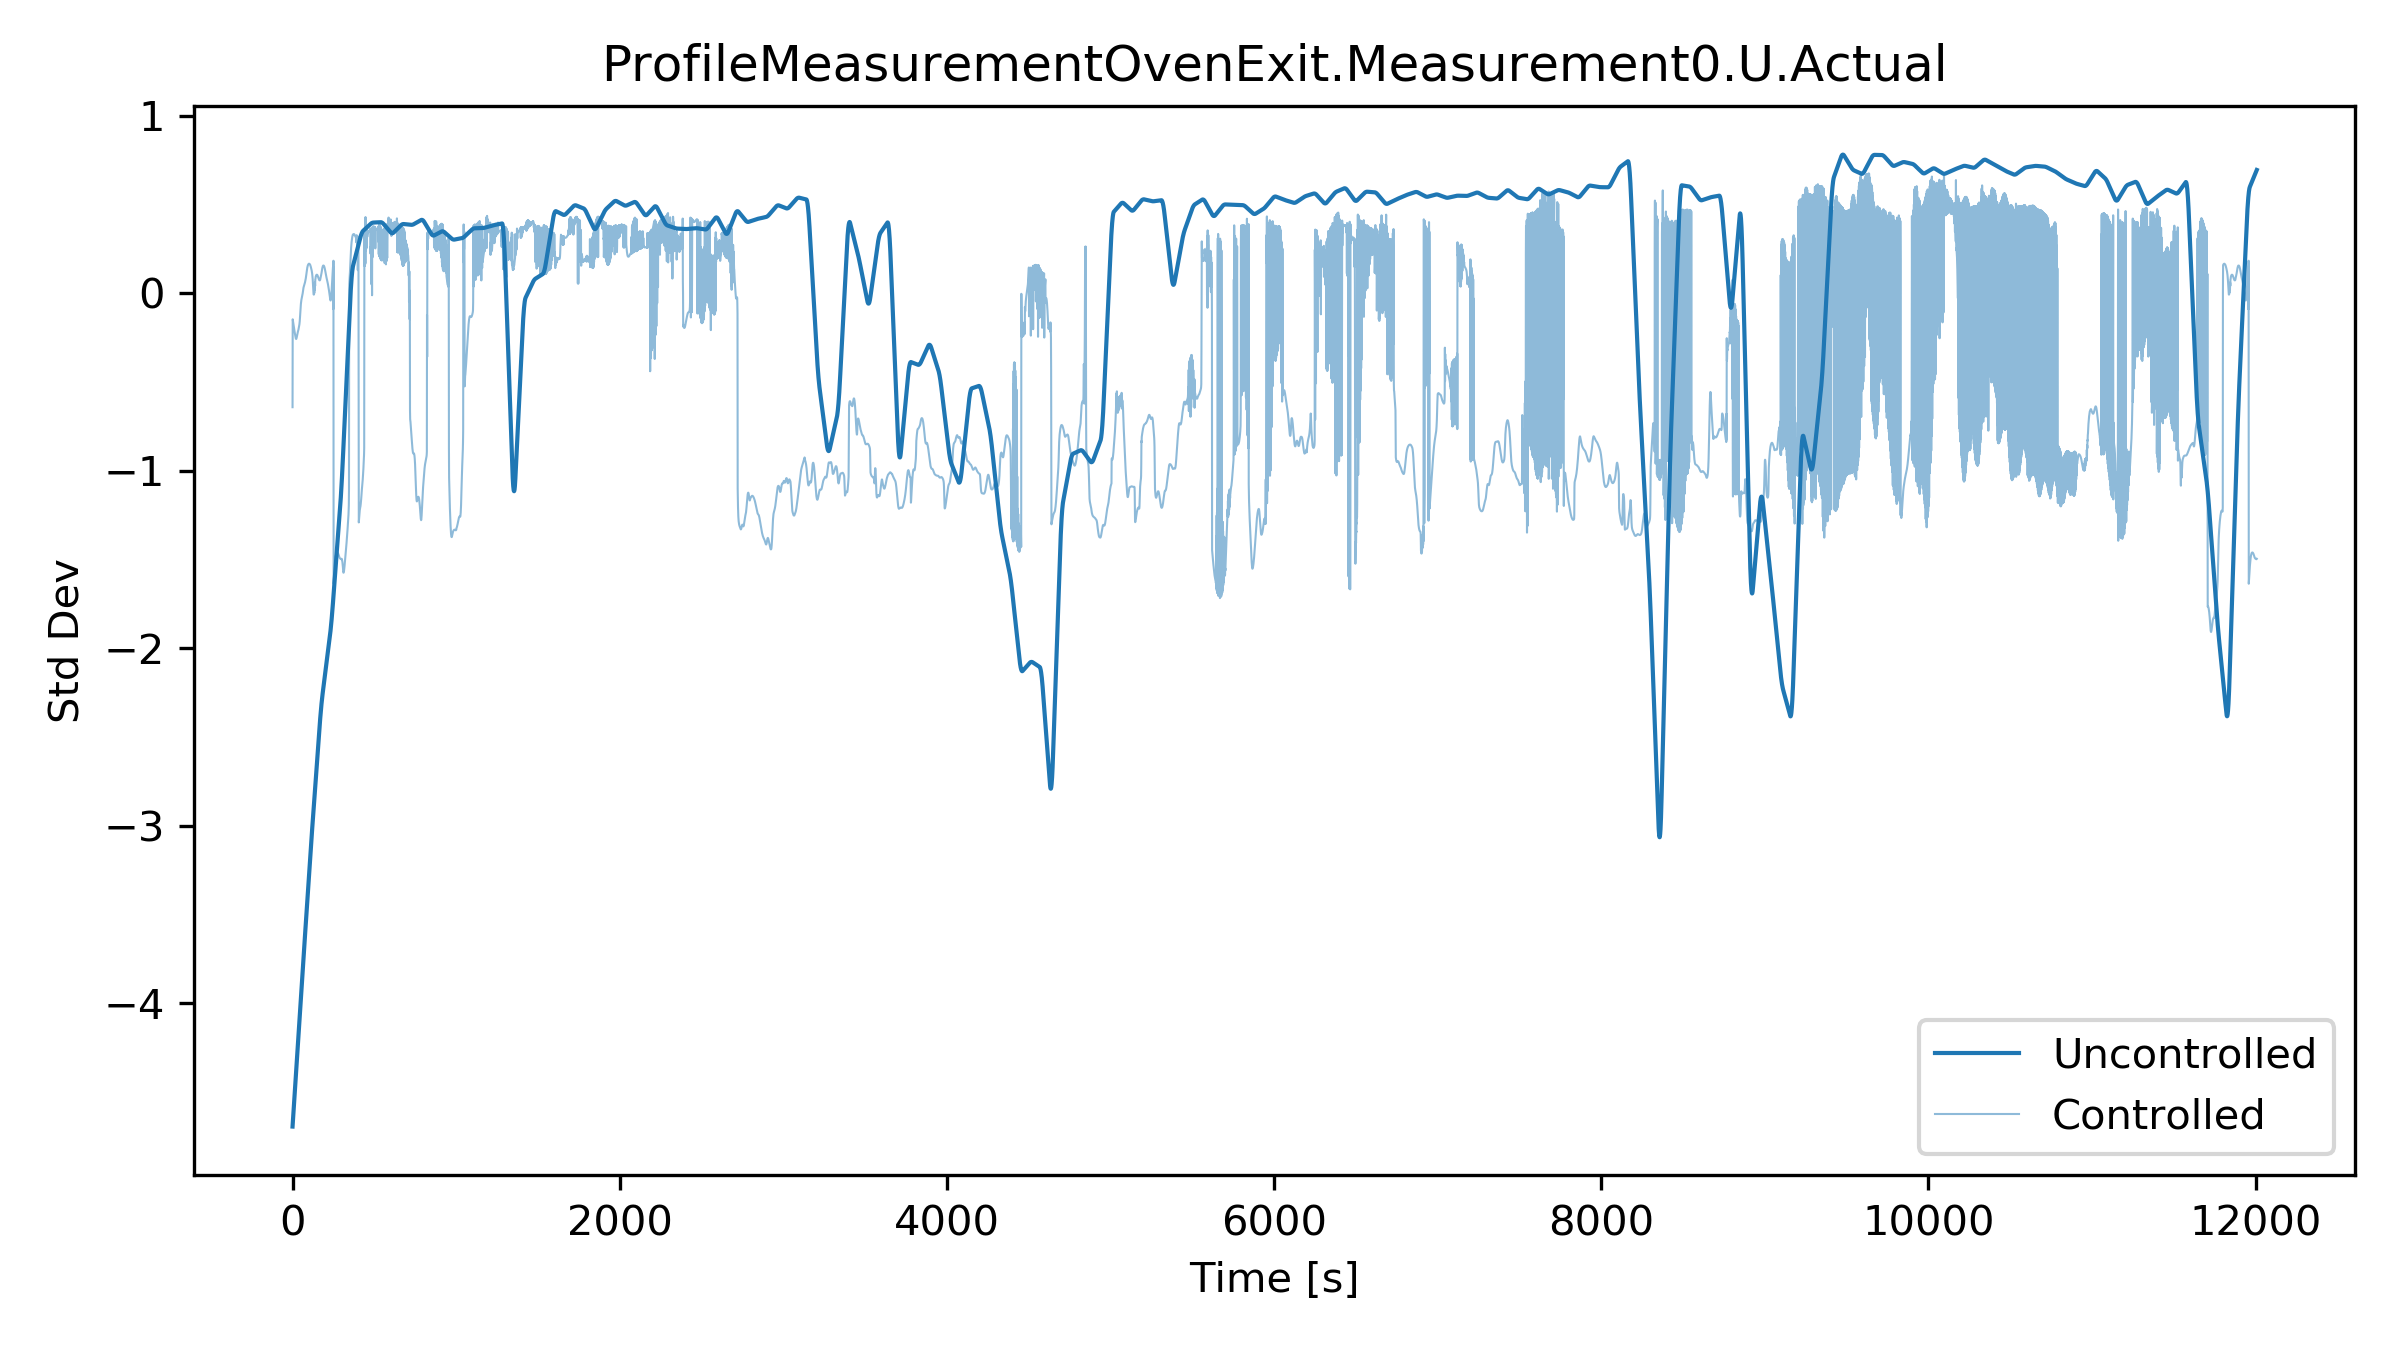 ProfileMeasurementOvenExit.Measurement0.U.Actual
1
0
−1
−2
−3
−4
Std Dev
Uncontrolled
Controlled
0 2000 4000 6000 8000 10000 12000
Time [s]